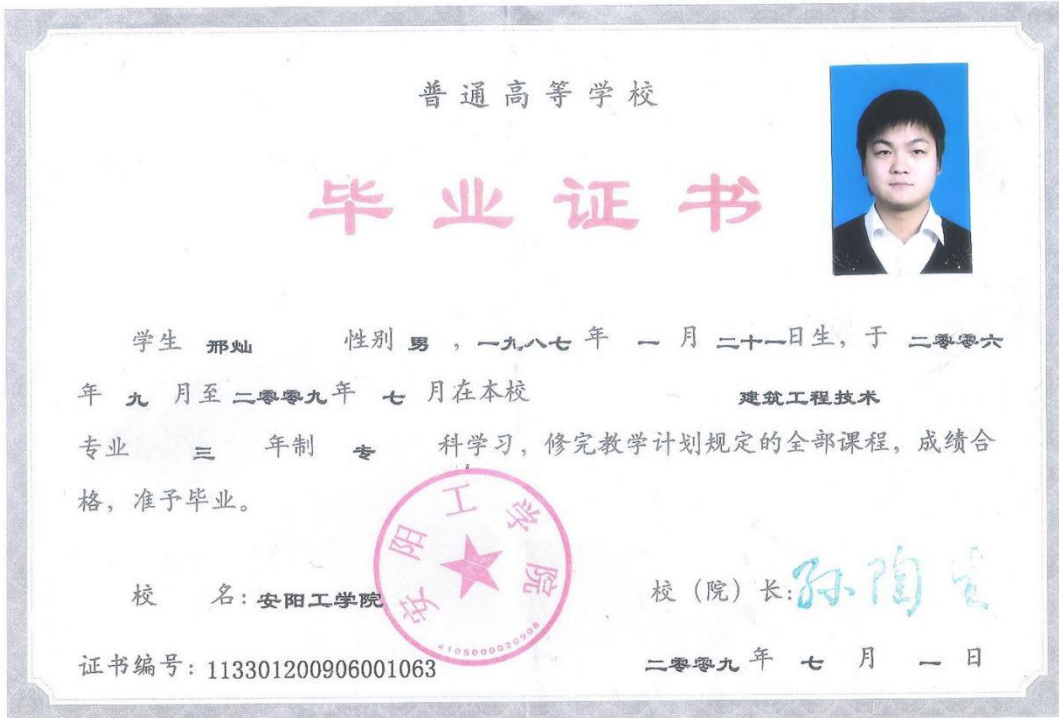 普通高等学校
毕业证书
学生 邢灿 性别 男 ，一九八七 年 一 月 二十一日生，于 二零零六
年 九 月至 二零零九年 七 月在本校 建筑工程技术
专业 三 年制 专 科学习，修完教学计划规定的全部课程，成绩合
格，准予毕业。
安阳工学院
4105000020908
校 名：安阳工学院 校（院）长：孙陶生
证书编号：113301200906001063 二零零九 年 七 月 一 日